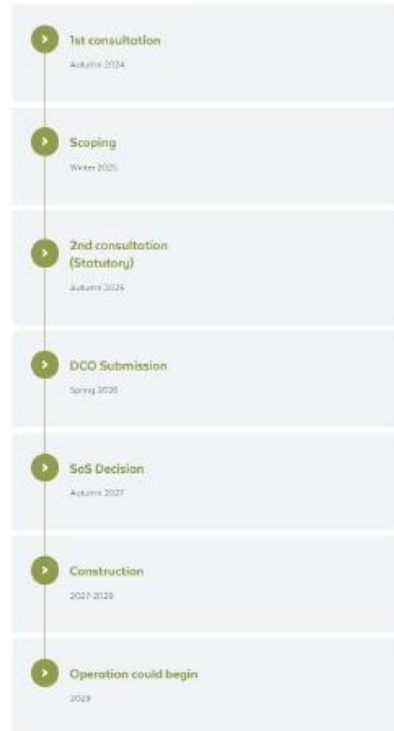 1st consultation
Autumn 2024
Scoping
Winter 2025
2nd consultation
(Statutory)
Autumn 2025
DCO Submission
Spring 2026
SoS Decision
Autumn 2027
Construction
2027-2029
Operation could begin
2029